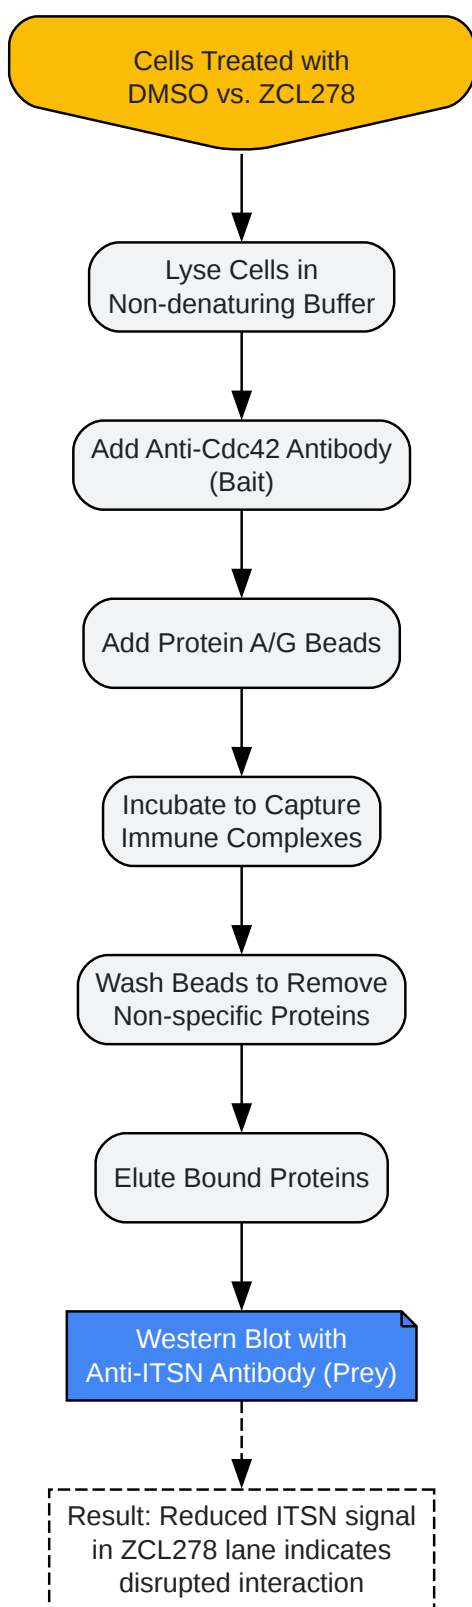 Cells Treated with
DMSO vs. ZCL278
Lyse Cells in
Non-denaturing Buffer
Add Anti-Cdc42 Antibody
(Bait)
Add Protein A/G Beads
Incubate to Capture
Immune Complexes
Wash Beads to Remove
Non-specific Proteins
Elute Bound Proteins
Western Blot with
Anti-ITSN Antibody (Prey)
Result: Reduced ITSN signal
in ZCL278 lane indicates
disrupted interaction